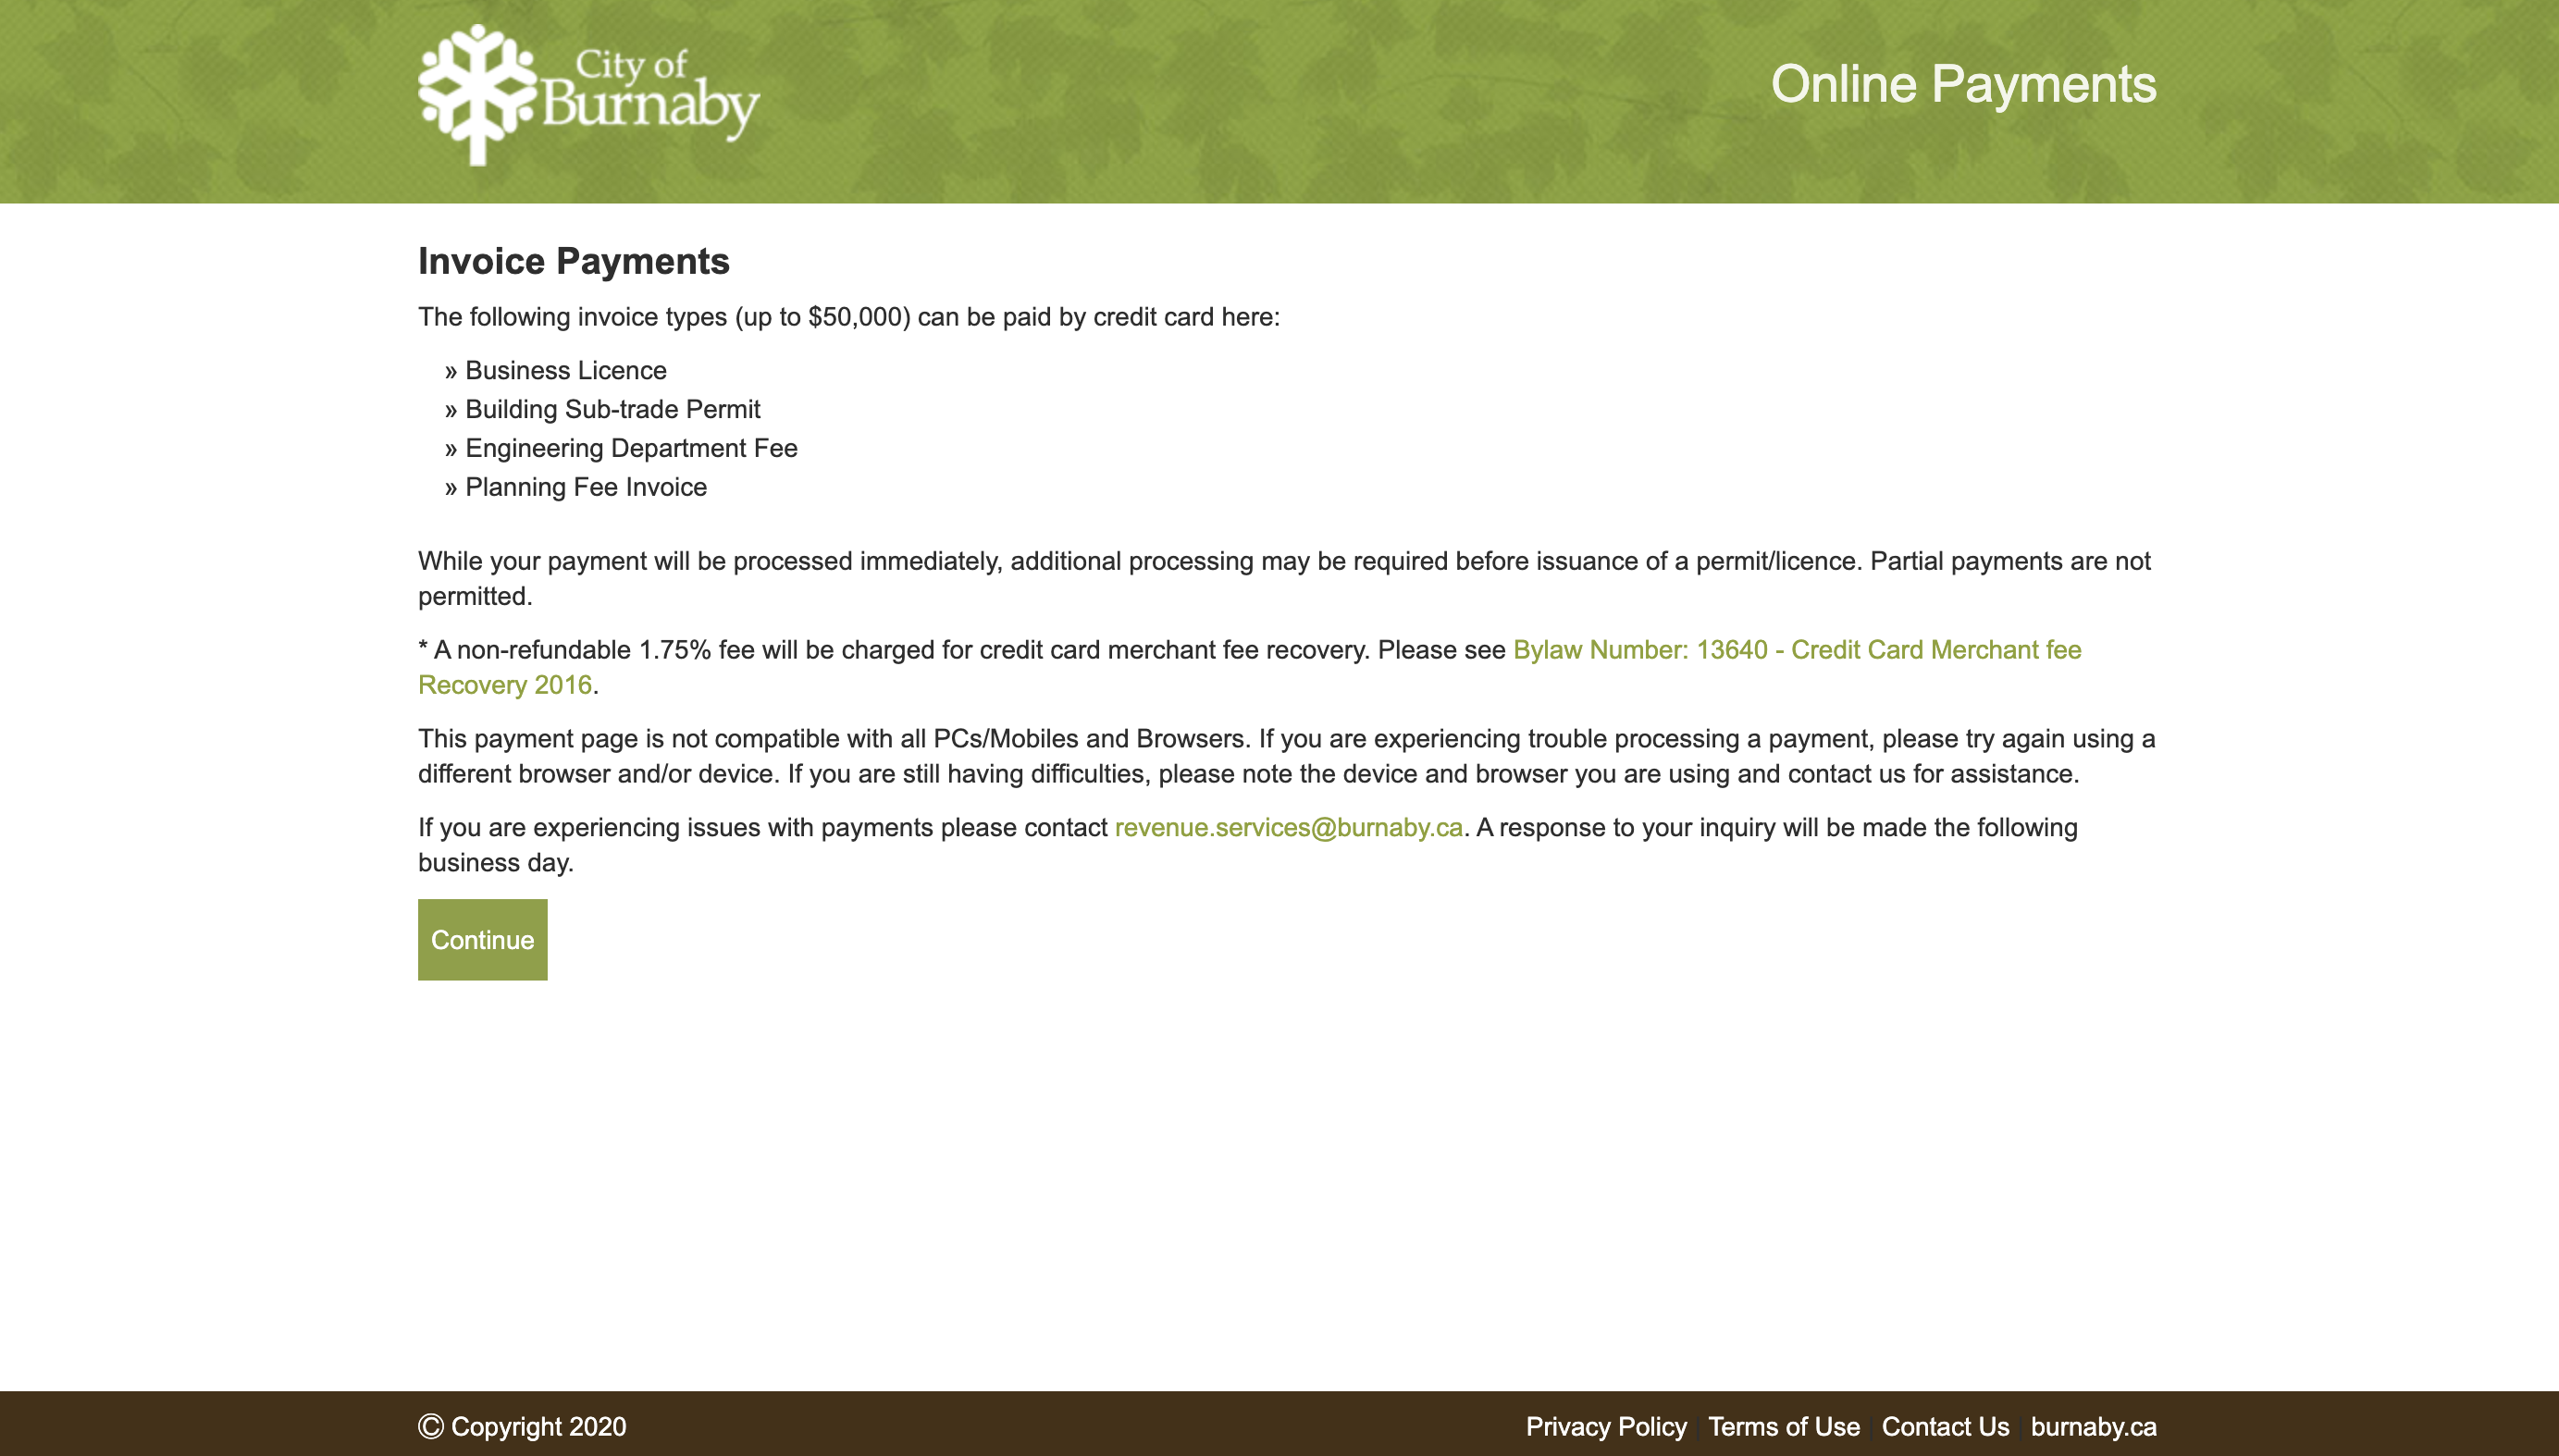 City of
Burnaby
Online Payments
Invoice Payments
The following invoice types (up to $50,000) can be paid by credit card here:
» Business Licence
» Building Sub-trade Permit
» Engineering Department Fee
» Planning Fee Invoice
While your payment will be processed immediately, additional processing may be required before issuance of a permit/licence. Partial payments are not
permitted.
* A non-refundable 1.75% fee will be charged for credit card merchant fee recovery. Please see Bylaw Number: 13640 - Credit Card Merchant fee
Recovery 2016.
This payment page is not compatible with all PCs/Mobiles and Browsers. If you are experiencing trouble processing a payment, please try again using a
different browser and/or device. If you are still having difficulties, please note the device and browser you are using and contact us for assistance.
If you are experiencing issues with payments please contact revenue.services@burnaby.ca. A response to your inquiry will be made the following
business day.
Continue
© Copyright 2020
Privacy Policy | Terms of Use | Contact Us | burnaby.ca